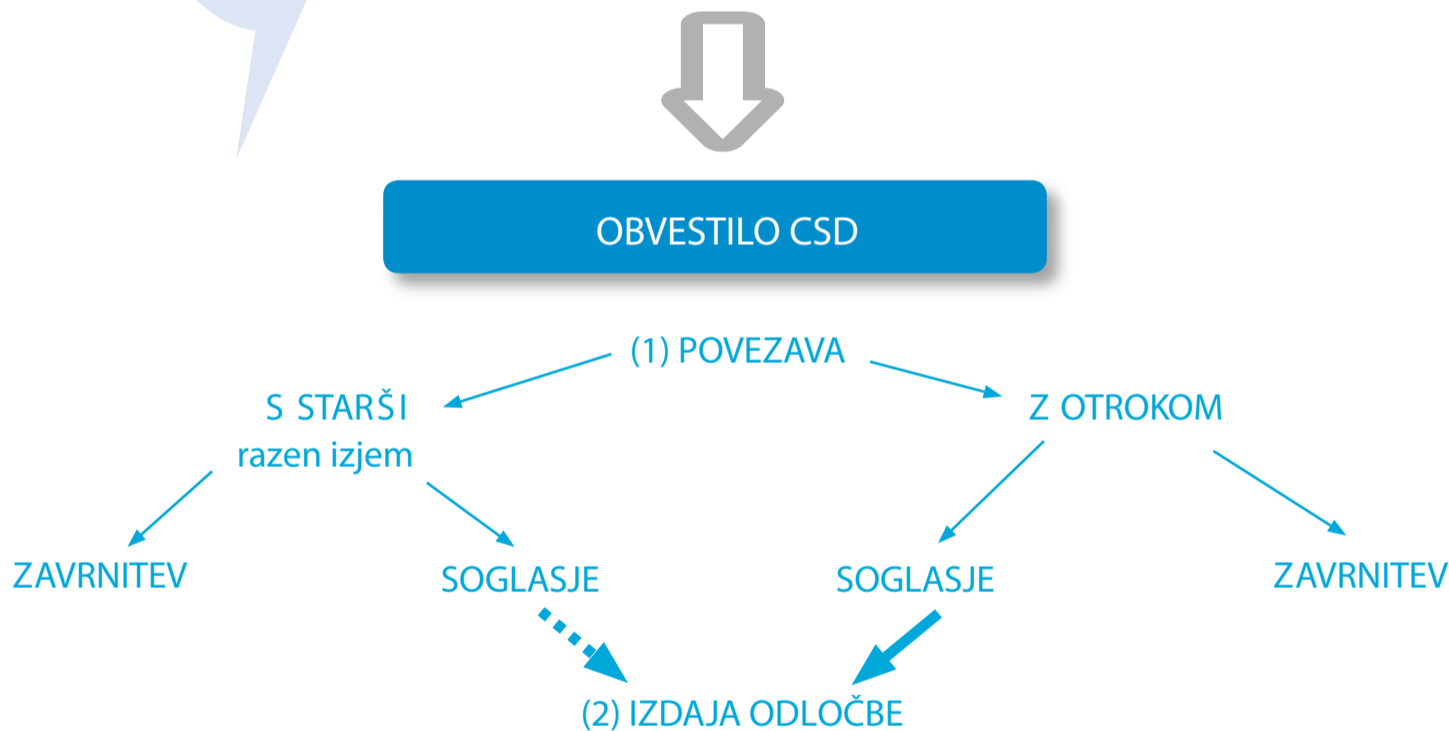 OBVESTILO CSD
(1) POVEZAVA
S STARŠI
razen izjem
Z OTROKOM
ZAVRNITEV
SOGLASJE
SOGLASJE
ZAVRNITEV
(2) IZDAJA ODLOČBE